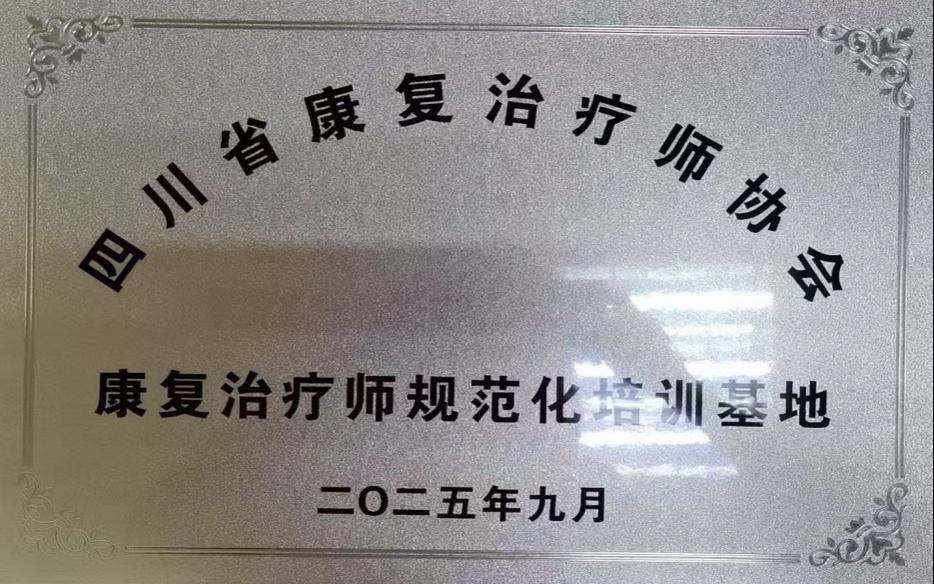 四川省康复治疗师协会
康复治疗师规范化培训基地
二〇二五年九月